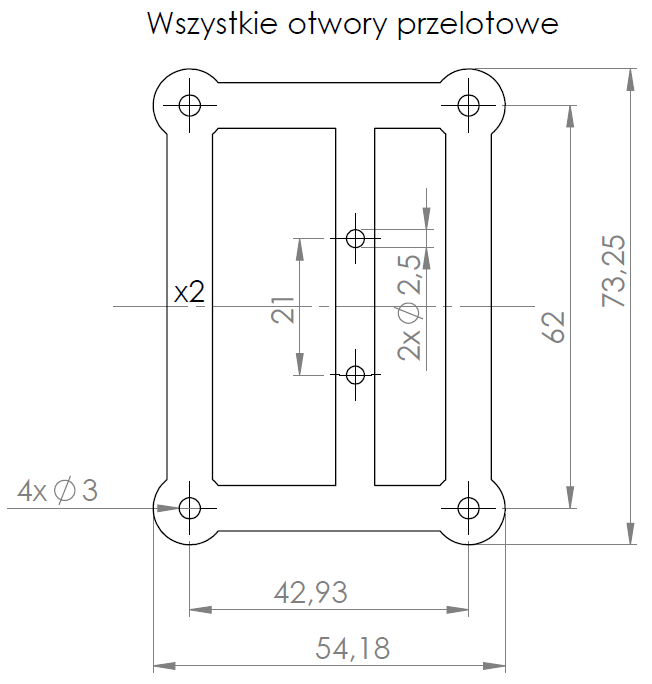 Wszystkie otwory przelotowe
x2
21
2x∅2,5
62
73,25
4x∅3
42,93
54,18